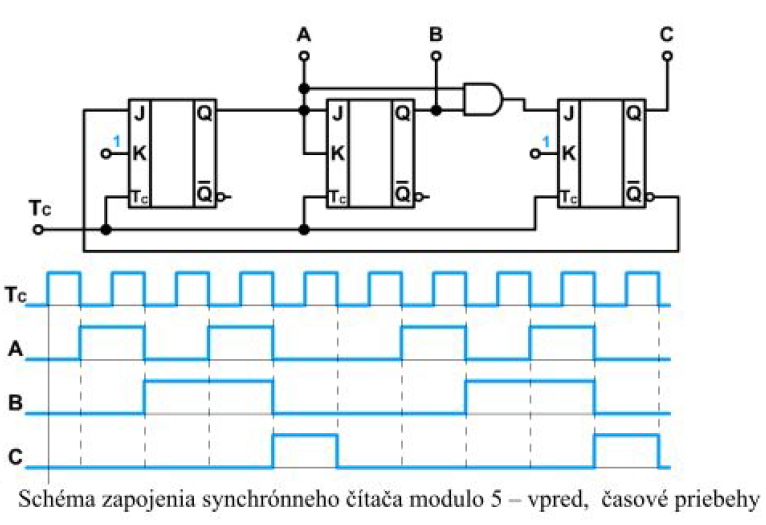 A B C
J Q J Q J Q
1 K K 1 K
Tc Q̅ Tc Q̅ Tc Q̅
Tc
Tc
A
B
C
Schéma zapojenia synchrónneho čítača modulo 5 – vpred, časové priebehy